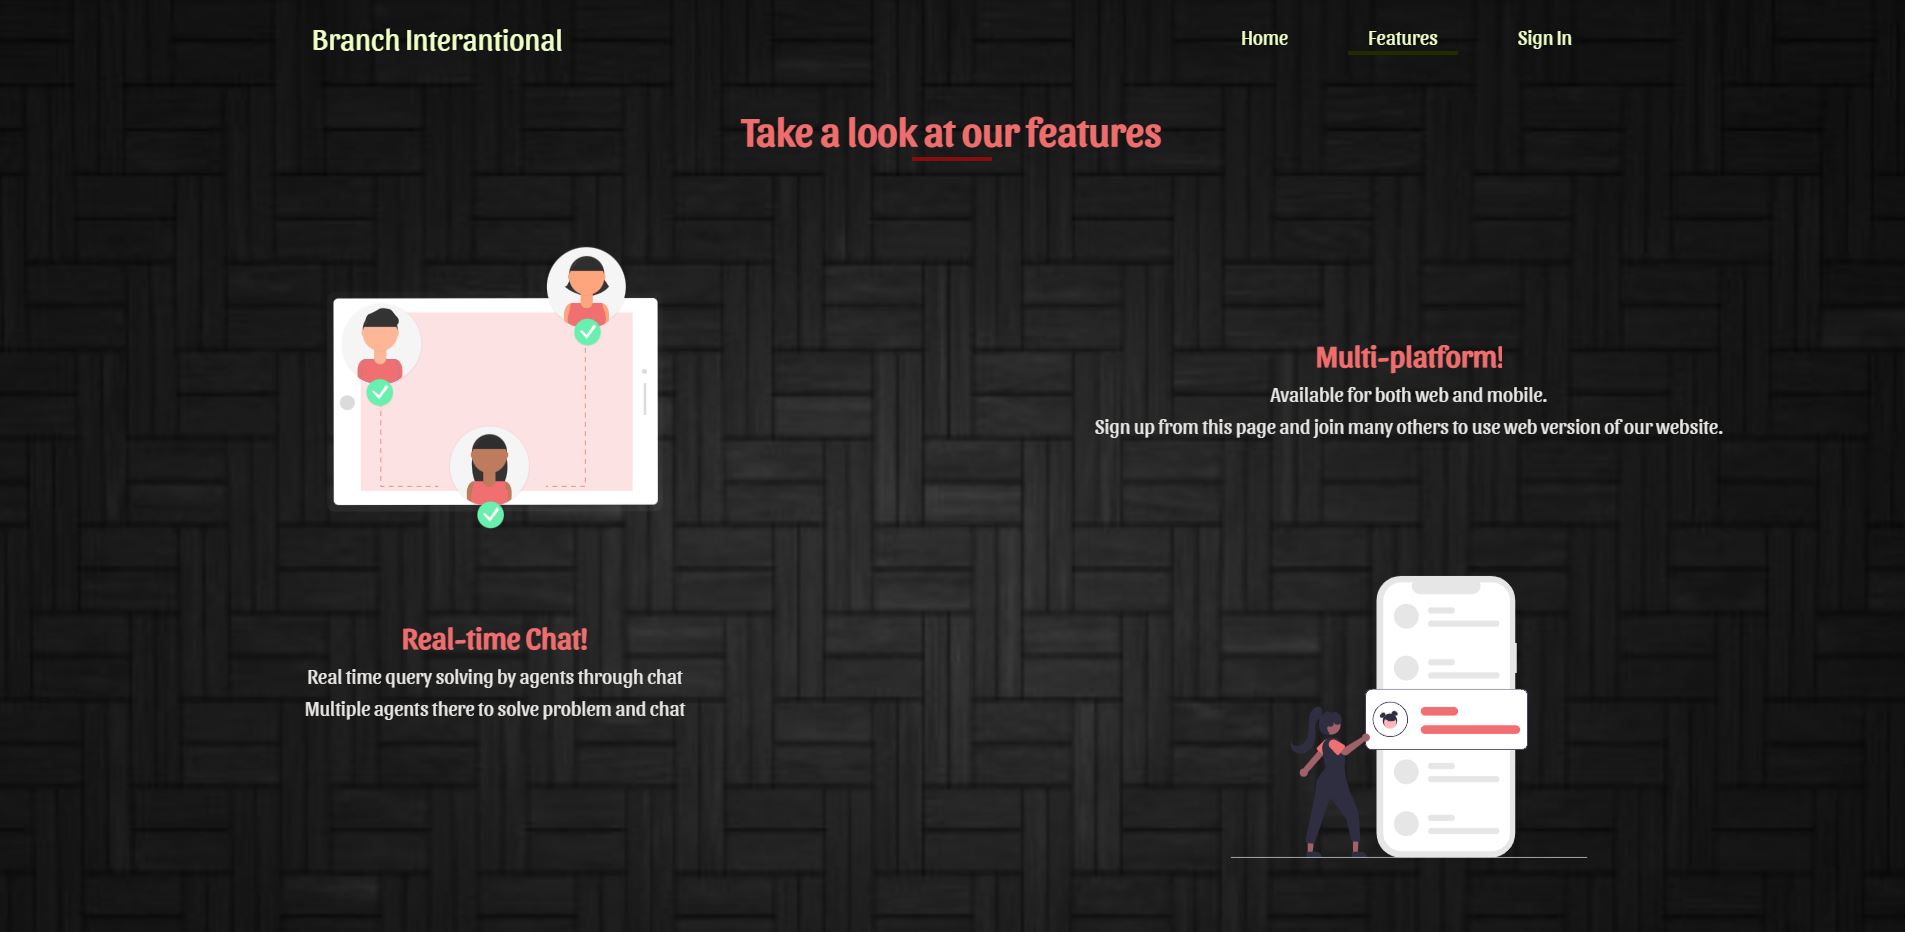 Branch Interantional
Home
Features
Sign In
Take a look at our features
Multi-platform!
Available for both web and mobile.
Sign up from this page and join many others to use web version of our website.
Real-time Chat!
Real time query solving by agents through chat
Multiple agents there to solve problem and chat